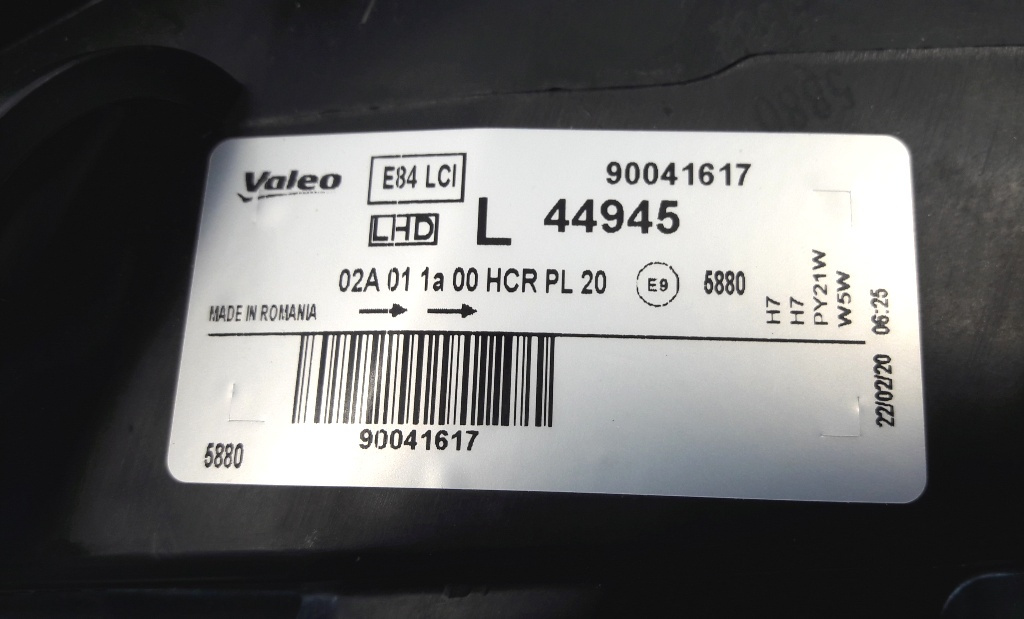 Valeo
E84 LCI
90041617
LHD
L
44945
02A 01 1a 00 HCR PL 20
E9
5880
MADE IN ROMANIA
H7
H7
PY21W
W5W
22/02/20 06:25
90041617
5880
5880